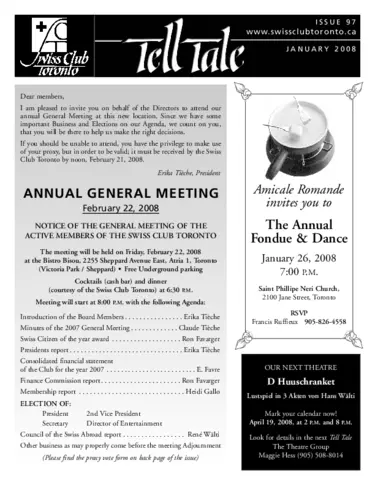 ISSUE 97
www.swissclubtoronto.ca
JANUARY 2008
Swiss Club
Toronto
Tell Tale
Dear members,
I am pleased to invite you on behalf of the Directors to attend our
annual General Meeting at this new location. Since we have some
important Business and Elections on our Agenda, we count on you,
that you will be there to help us make the right decisions.
If you should be unable to attend, you have the privilege to make use
of your proxy, but in order to be valid; it must be received by the Swiss
Club Toronto by noon, February 21, 2008.
Erika Tièche, President
ANNUAL GENERAL MEETING
February 22, 2008
NOTICE OF THE GENERAL MEETING OF THE
ACTIVE MEMBERS OF THE SWISS CLUB TORONTO
The meeting will be held on Friday, February 22, 2008
at the Bistro Bisou, 2255 Sheppard Avenue East, Atria 1, Toronto
(Victoria Park / Sheppard) • Free Underground parking
Cocktails (cash bar) and dinner
(courtesy of the Swiss Club Toronto) at 6:30 P.M.
Meeting will start at 8:00 P.M. with the following Agenda:
Introduction of the Board Members . . . . . . . . . . . . . . . . Erika Tièche
Minutes of the 2007 General Meeting . . . . . . . . . . . . . Claude Tièche
Swiss Citizen of the year award . . . . . . . . . . . . . . . . . . . Ros Favarger
Presidents report . . . . . . . . . . . . . . . . . . . . . . . . . . . . . . . Erika Tièche
Consolidated financial statement
of the Club for the year 2007 . . . . . . . . . . . . . . . . . . . . . . . . E. Favre
Finance Commission report . . . . . . . . . . . . . . . . . . . . . . Ros Favarger
Membership report . . . . . . . . . . . . . . . . . . . . . . . . . . . . . Heidi Gallo
ELECTION OF:
President 2nd Vice President
Secretary Director of Entertainment
Council of the Swiss Abroad report . . . . . . . . . . . . . . . . . René Wälti
Other business as may properly come before the meeting Adjournment
(Please find the proxy vote form on back page of the issue)
Amicale Romande
invites you to
The Annual
Fondue & Dance
January 26, 2008
7:00 P.M.
Saint Phillipe Neri Church,
2100 Jane Street, Toronto
RSVP
Francis Ruffieux 905-826-4558
OUR NEXT THEATRE
D Huuschranket
Lustspiel in 3 Akten von Hans Wälti
Mark your calendar now!
April 19, 2008, at 2 P.M. and 8 P.M.
Look for details in the next Tell Tale
The Theatre Group
Maggie Hess (905) 508-8014